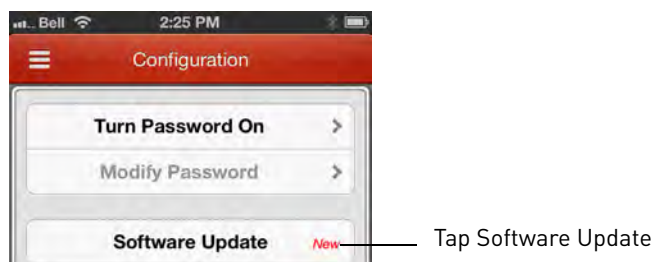 ...Bell 2:25 PM
Configuration
Turn Password On >
Modify Password >
Software Update New
Tap Software Update